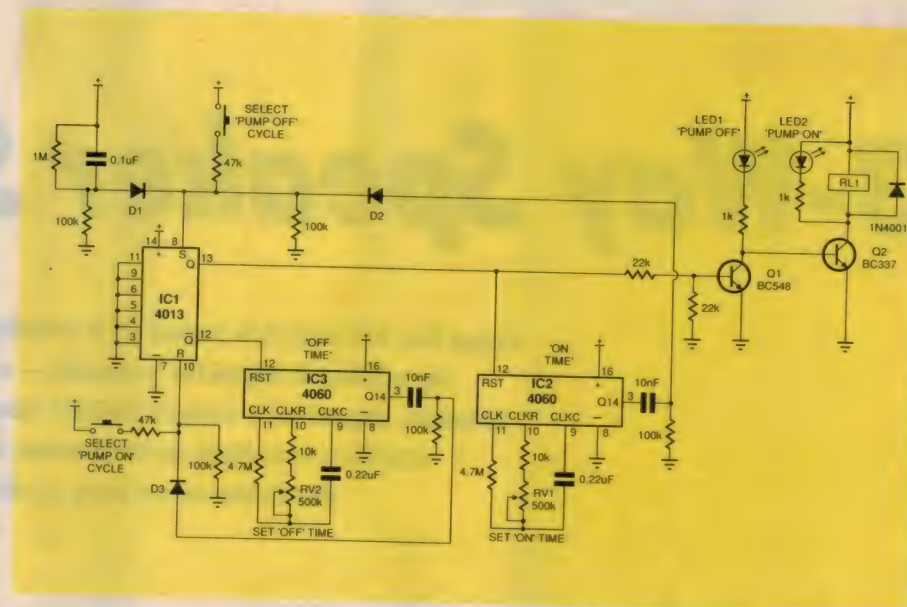 +
+
+
+
SELECT
'PUMP OFF'
CYCLE
LED1
'PUMP OFF'
LED2
'PUMP ON'
1M
0.1uF
47k
1k
RL1
1k
1N4001
D1
D2
100k
100k
14
8
+
S
Q
13
11
9
6
5
4
3
IC1
4013
Q
12
–
R
7
10
22k
22k
Q1
BC548
Q2
BC337
'OFF
TIME'
+
12
16
RST
IC3
+
4060
Q14
3
10nF
CLK
CLKR
CLKC
–
11
10
9
8
100k
'ON
TIME'
+
12
16
RST
IC2
+
4060
Q14
3
10nF
CLK
CLKR
CLKC
–
11
10
9
8
100k
+
47k
SELECT
'PUMP ON'
CYCLE
100k
D3
4.7M
10k
0.22uF
RV2
500k
SET 'OFF' TIME
4.7M
10k
0.22uF
RV1
500k
SET 'ON' TIME